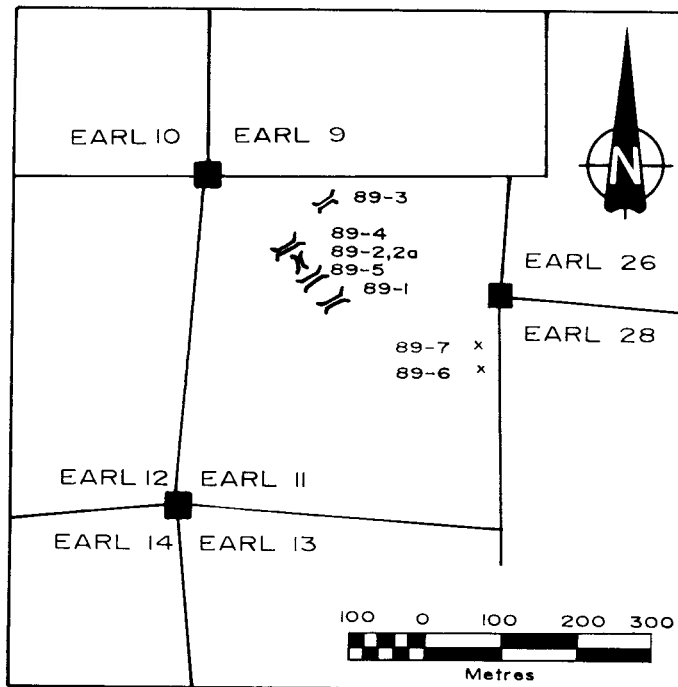 EARL 10 EARL 9
N
89-3
89-4
89-2,2a
89-5
89-1
EARL 26
EARL 28
89-7 x
89-6 x
EARL 12 EARL 11
EARL 14 EARL 13
100 0 100 200 300
Metres